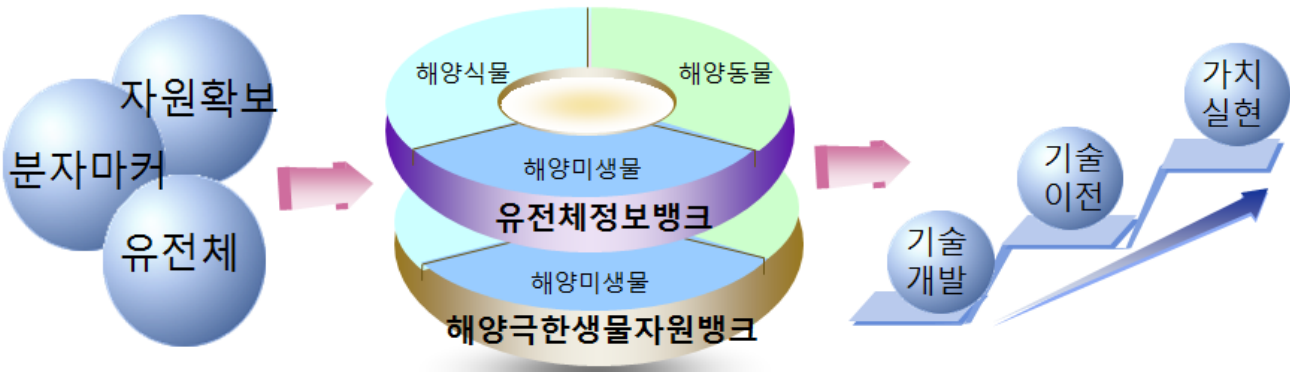 자원확보
분자마커
유전체
해양식물
해양동물
해양미생물
유전체정보뱅크
해양미생물
해양극한생물자원뱅크
기술
개발
기술
이전
가치
실현